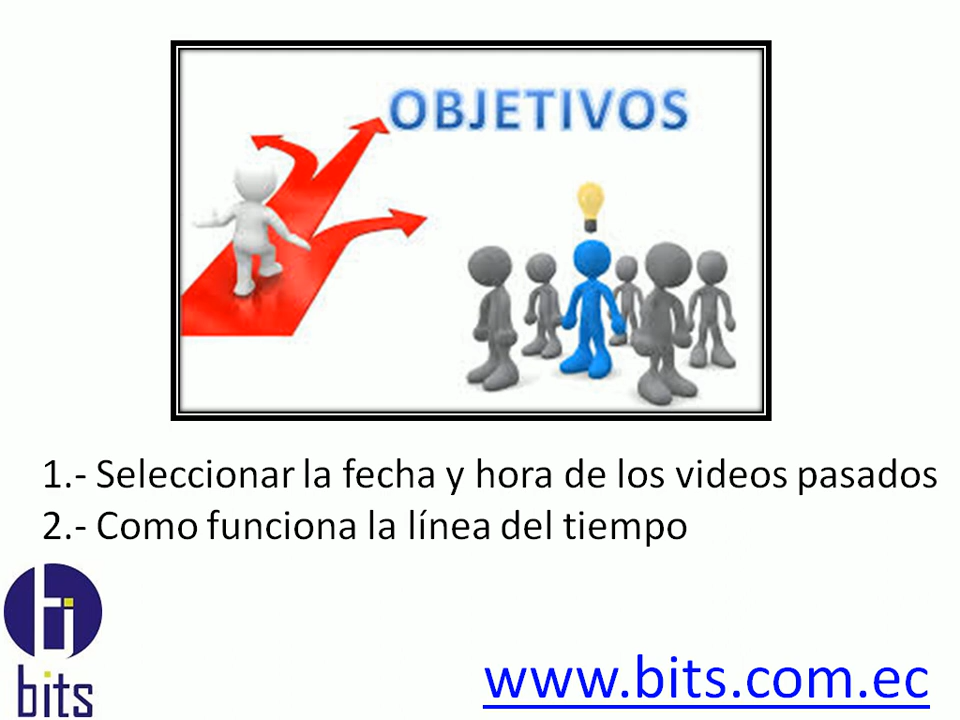 OBJETIVOS
1.- Seleccionar la fecha y hora de los videos pasados
2.- Como funciona la línea del tiempo
bits
www.bits.com.ec